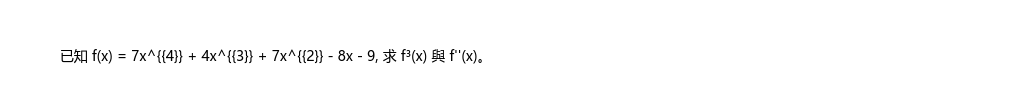 已知 f(x) = 7x^{{4}} + 4x^{{3}} + 7x^{{2}} - 8x - 9, 求 f³(x) 與 f''(x)。